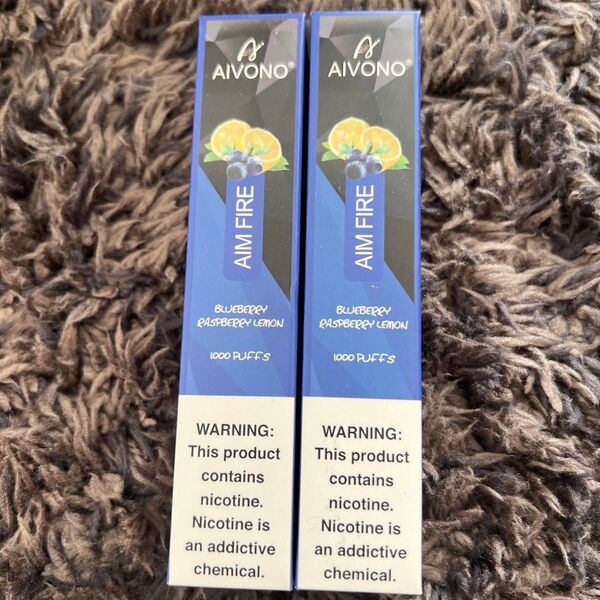 AIVONO®
AIM FIRE
BLUEBERRY
RASPBERRY LEMON
1000 PUFFS
WARNING:
This product
contains
nicotine.
Nicotine is
an addictive
chemical.
AIVONO®
AIM FIRE
BLUEBERRY
RASPBERRY LEMON
1000 PUFFS
WARNING:
This product
contains
nicotine.
Nicotine is
an addictive
chemical.